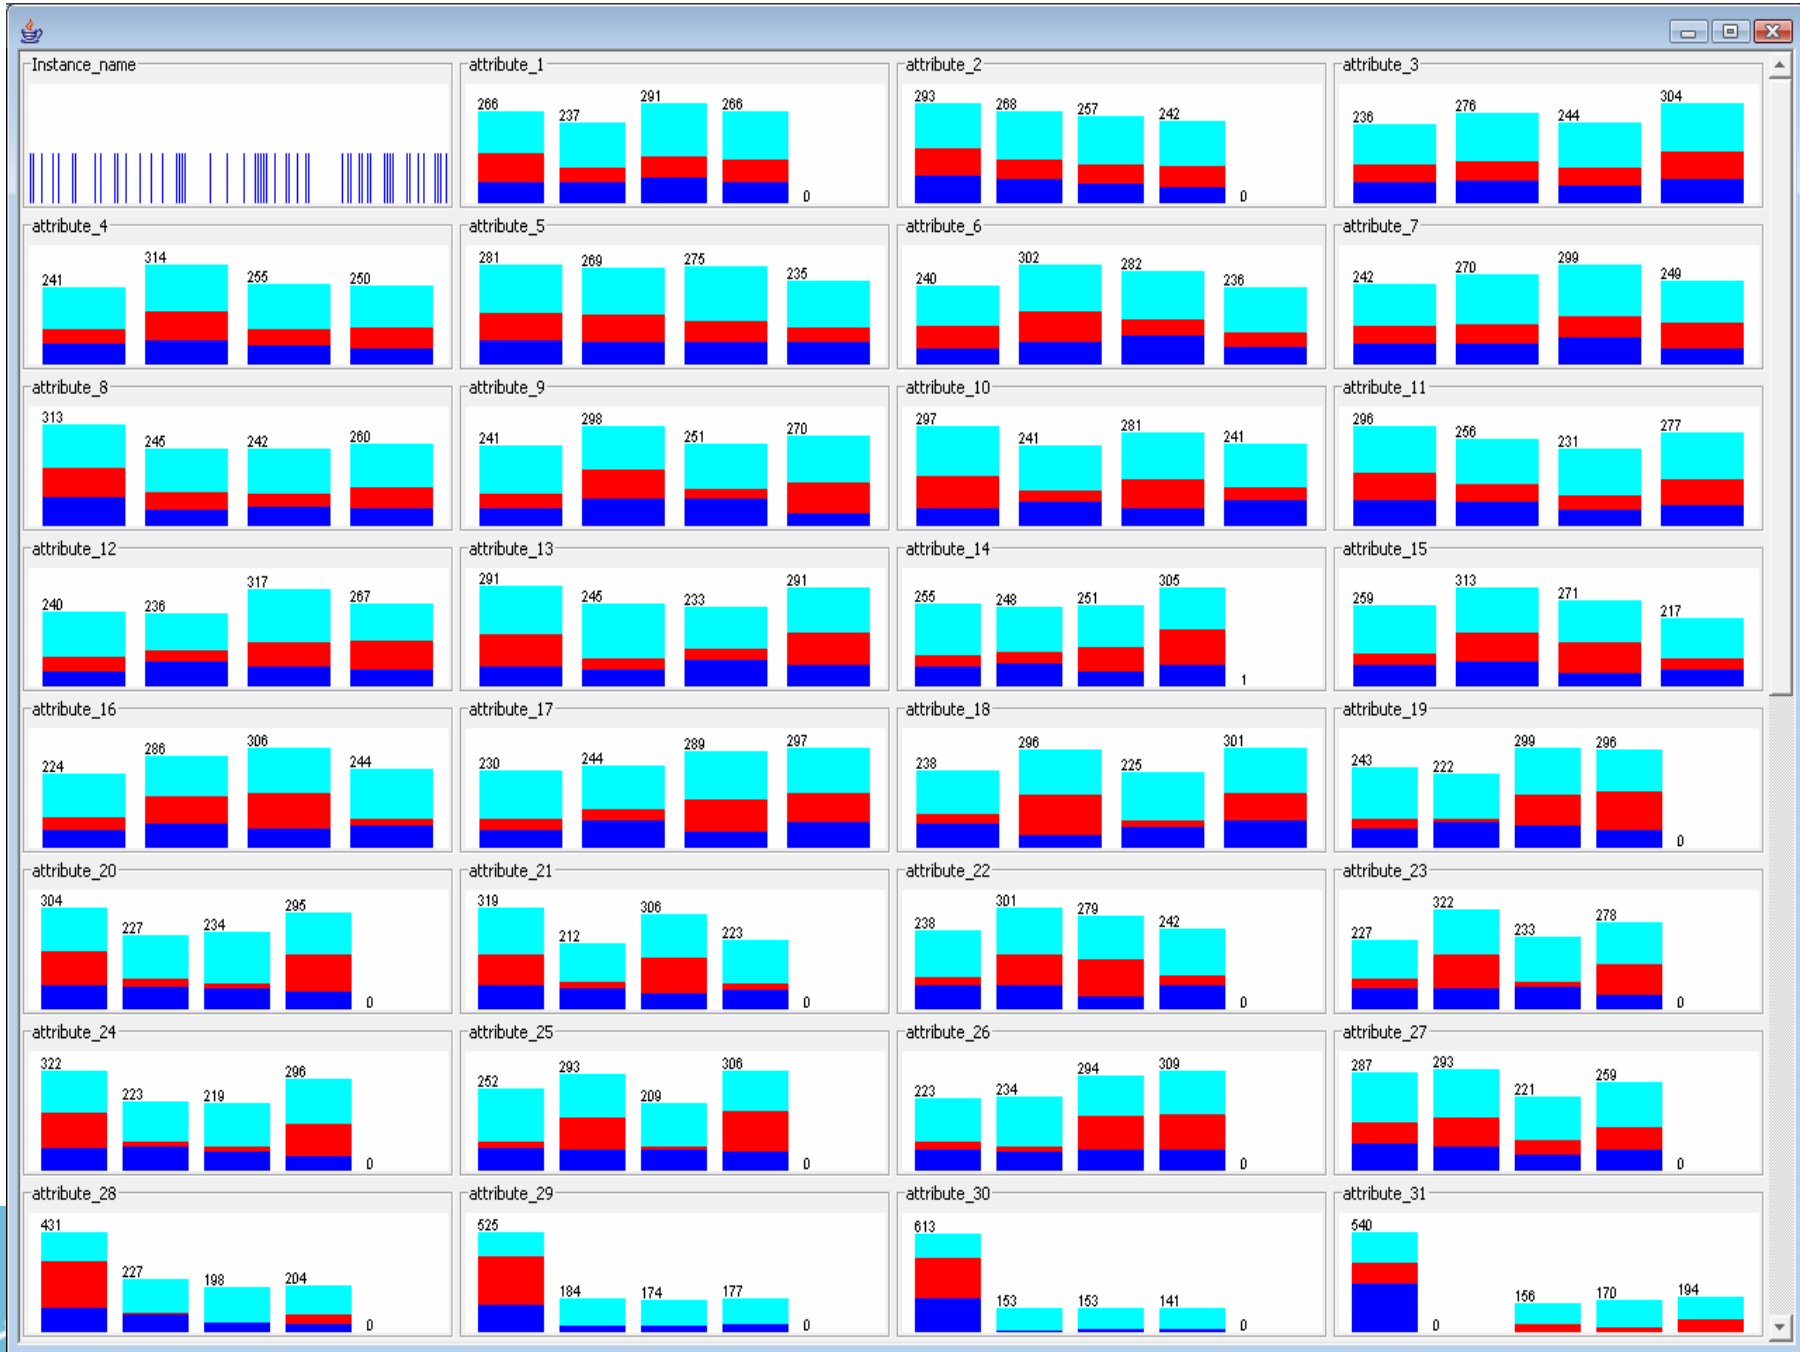 Instance_name
attribute_1
266 237 291 266 0
attribute_2
293 268 257 242 0
attribute_3
236 276 244 304
attribute_4
241 314 255 250
attribute_5
281 269 275 235
attribute_6
240 302 282 236
attribute_7
242 270 299 249
attribute_8
313 245 242 260
attribute_9
241 298 251 270
attribute_10
297 241 281 241
attribute_11
296 256 231 277
attribute_12
240 236 317 267
attribute_13
291 245 233 291
attribute_14
255 248 251 305 1
attribute_15
259 313 271 217
attribute_16
224 286 306 244
attribute_17
230 244 289 297
attribute_18
238 296 225 301
attribute_19
243 222 299 296 0
attribute_20
304 227 234 295 0
attribute_21
319 212 306 223 0
attribute_22
238 301 279 242 0
attribute_23
227 322 233 278 0
attribute_24
322 223 219 296 0
attribute_25
252 293 209 306 0
attribute_26
223 234 294 309 0
attribute_27
287 293 221 259 0
attribute_28
431 227 198 204 0
attribute_29
525 184 174 177 0
attribute_30
613 153 153 141 0
attribute_31
540 0 156 170 194